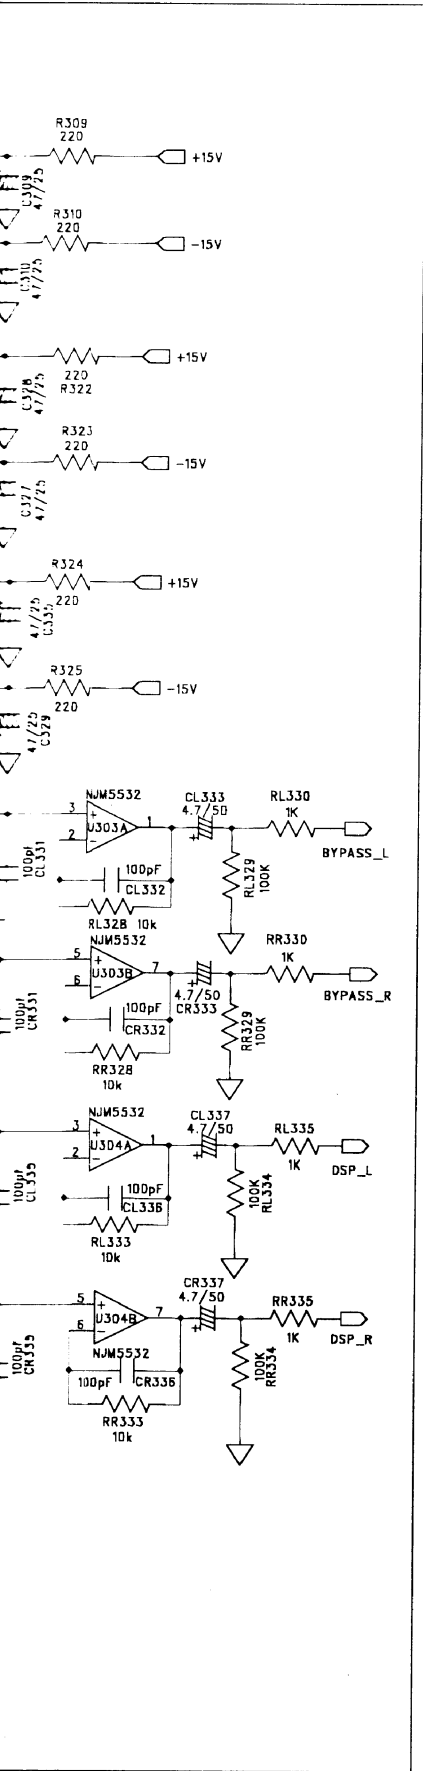 R309
220
+15V
C309
47/25
R310
220
-15V
C310
47/25
+15V
220
R322
C328
47/25
R323
220
-15V
C327
47/25
R324
+15V
220
47/25
C335
R325
-15V
220
47/25
C329
NJM5532
CL333
4.7/50
RL330
1K
3
+
U303A
1
2
-
+
BYPASS_L
100pf
CL331
100pF
CL332
RL329
100K
RL328 10k
NJM5532
RR330
1K
5
+
U303B
7
6
-
+
4.7/50
CR333
BYPASS_R
100pf
CR331
100pF
CR332
RR329
100K
RR328
10k
NJM5532
CL337
4.7/50
RL335
3
+
U304A
1
2
-
+
1K
DSP_L
100pf
CL339
100pF
CL336
100K
RL334
RL333
10k
CR337
4.7/50
RR335
5
+
U304B
7
6
-
+
1K
DSP_R
NJM5532
100pf
CR339
100pF
CR336
100K
RR334
RR333
10k